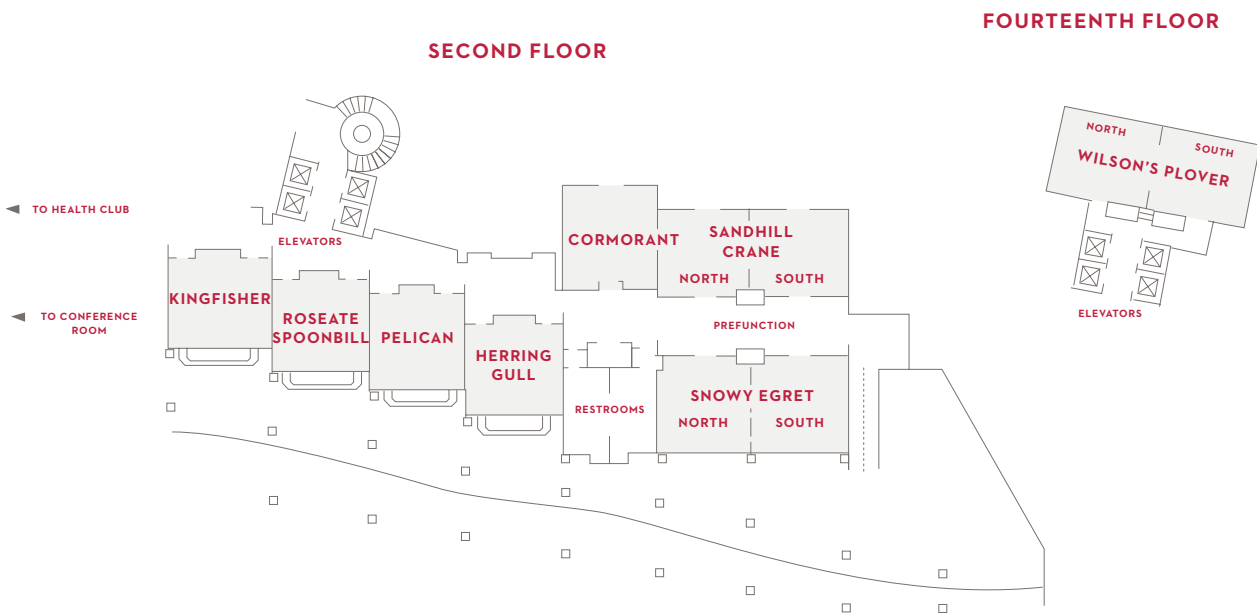 FOURTEENTH FLOOR
SECOND FLOOR
NORTH
SOUTH
WILSON'S PLOVER
ELEVATORS
TO HEALTH CLUB
ELEVATORS
CORMORANT
SANDHILL
CRANE
NORTH
SOUTH
KINGFISHER
TO CONFERENCE
ROOM
ROSEATE
SPOONBILL
PELICAN
PREFUNCTION
HERRING
GULL
RESTROOMS
SNOWY EGRET
NORTH
SOUTH